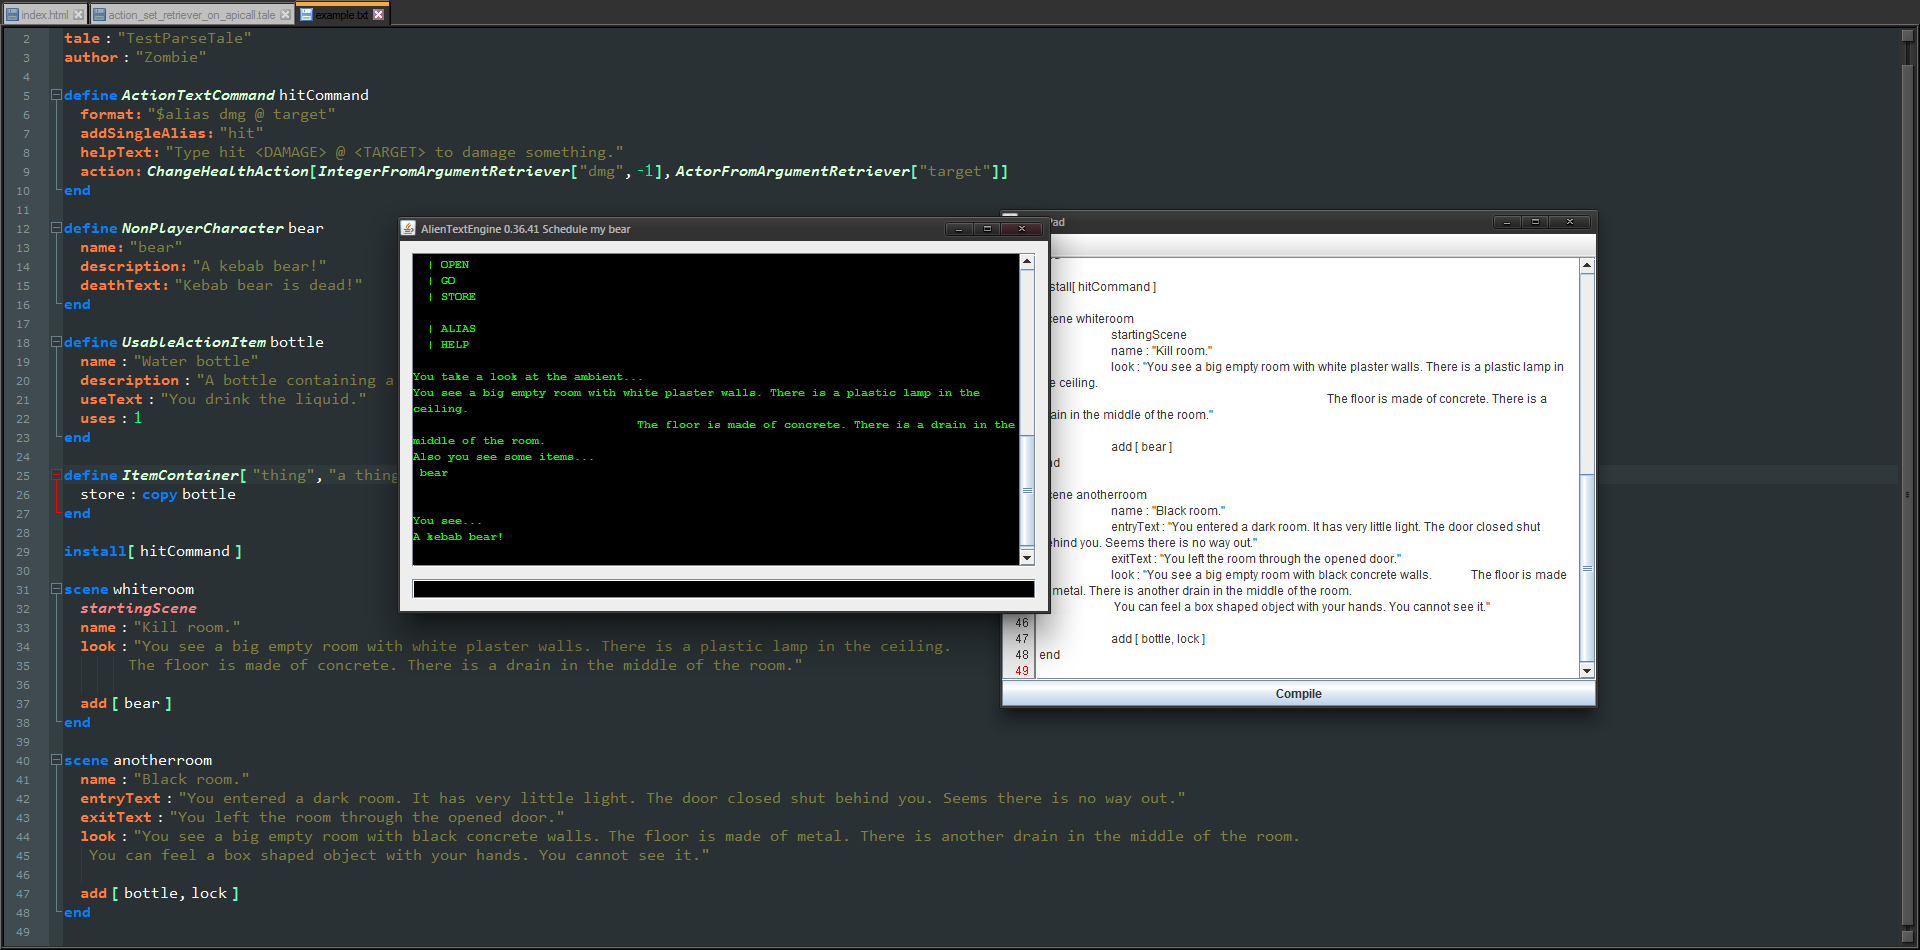 index.html
action_set_retriever_on_apicall.tale
example.txt
2 tale : "TestParseTale"
3 author : "Zombie"
4
5 define ActionTextCommand hitCommand
6 format: "$alias dmg @ target"
7 addSingleAlias: "hit"
8 helpText: "Type hit <DAMAGE> @ <TARGET> to damage something."
9 action: ChangeHealthAction[IntegerFromArgumentRetriever["dmg", -1], ActorFromArgumentRetriever["target"]]
10 end
11
12 define NonPlayerCharacter bear
13 name: "bear"
14 description: "A kebab bear!"
15 deathText: "Kebab bear is dead!"
16 end
17
18 define UsableActionItem bottle
19 name : "Water bottle"
20 description : "A bottle containing a
21 useText : "You drink the liquid."
22 uses : 1
23 end
24
25 define ItemContainer[ "thing", "a thing
26 store : copy bottle
27 end
28
29 install[ hitCommand ]
30
31 scene whiteroom
32 startingScene
33 name : "Kill room."
34 look : "You see a big empty room with white plaster walls. There is a plastic lamp in the ceiling.
35 The floor is made of concrete. There is a drain in the middle of the room."
36
37 add [ bear ]
38 end
39
40 scene anotherroom
41 name : "Black room."
42 entryText : "You entered a dark room. It has very little light. The door closed shut behind you. Seems there is no way out."
43 exitText : "You left the room through the opened door."
44 look : "You see a big empty room with black concrete walls. The floor is made of metal. There is another drain in the middle of the room.
45 You can feel a box shaped object with your hands. You cannot see it."
46
47 add [ bottle, lock ]
48 end
49
AlienTextEngine 0.36.41 Schedule my bear
| OPEN
| GO
| STORE
| ALIAS
| HELP
You take a look at the ambient...
You see a big empty room with white plaster walls. There is a plastic lamp in the
ceiling.
The floor is made of concrete. There is a drain in the
middle of the room.
Also you see some items...
bear
You see...
A kebab bear!
ad
stall[ hitCommand ]
ene whiteroom
startingScene
name : "Kill room."
look : "You see a big empty room with white plaster walls. There is a plastic lamp in
e ceiling.
The floor is made of concrete. There is a
ain in the middle of the room."
add [ bear ]
nd
ene anotherroom
name : "Black room."
entryText : "You entered a dark room. It has very little light. The door closed shut
hind you. Seems there is no way out."
exitText : "You left the room through the opened door."
look : "You see a big empty room with black concrete walls. The floor is made
metal. There is another drain in the middle of the room.
You can feel a box shaped object with your hands. You cannot see it."
46
47 add [ bottle, lock ]
48 end
49
Compile